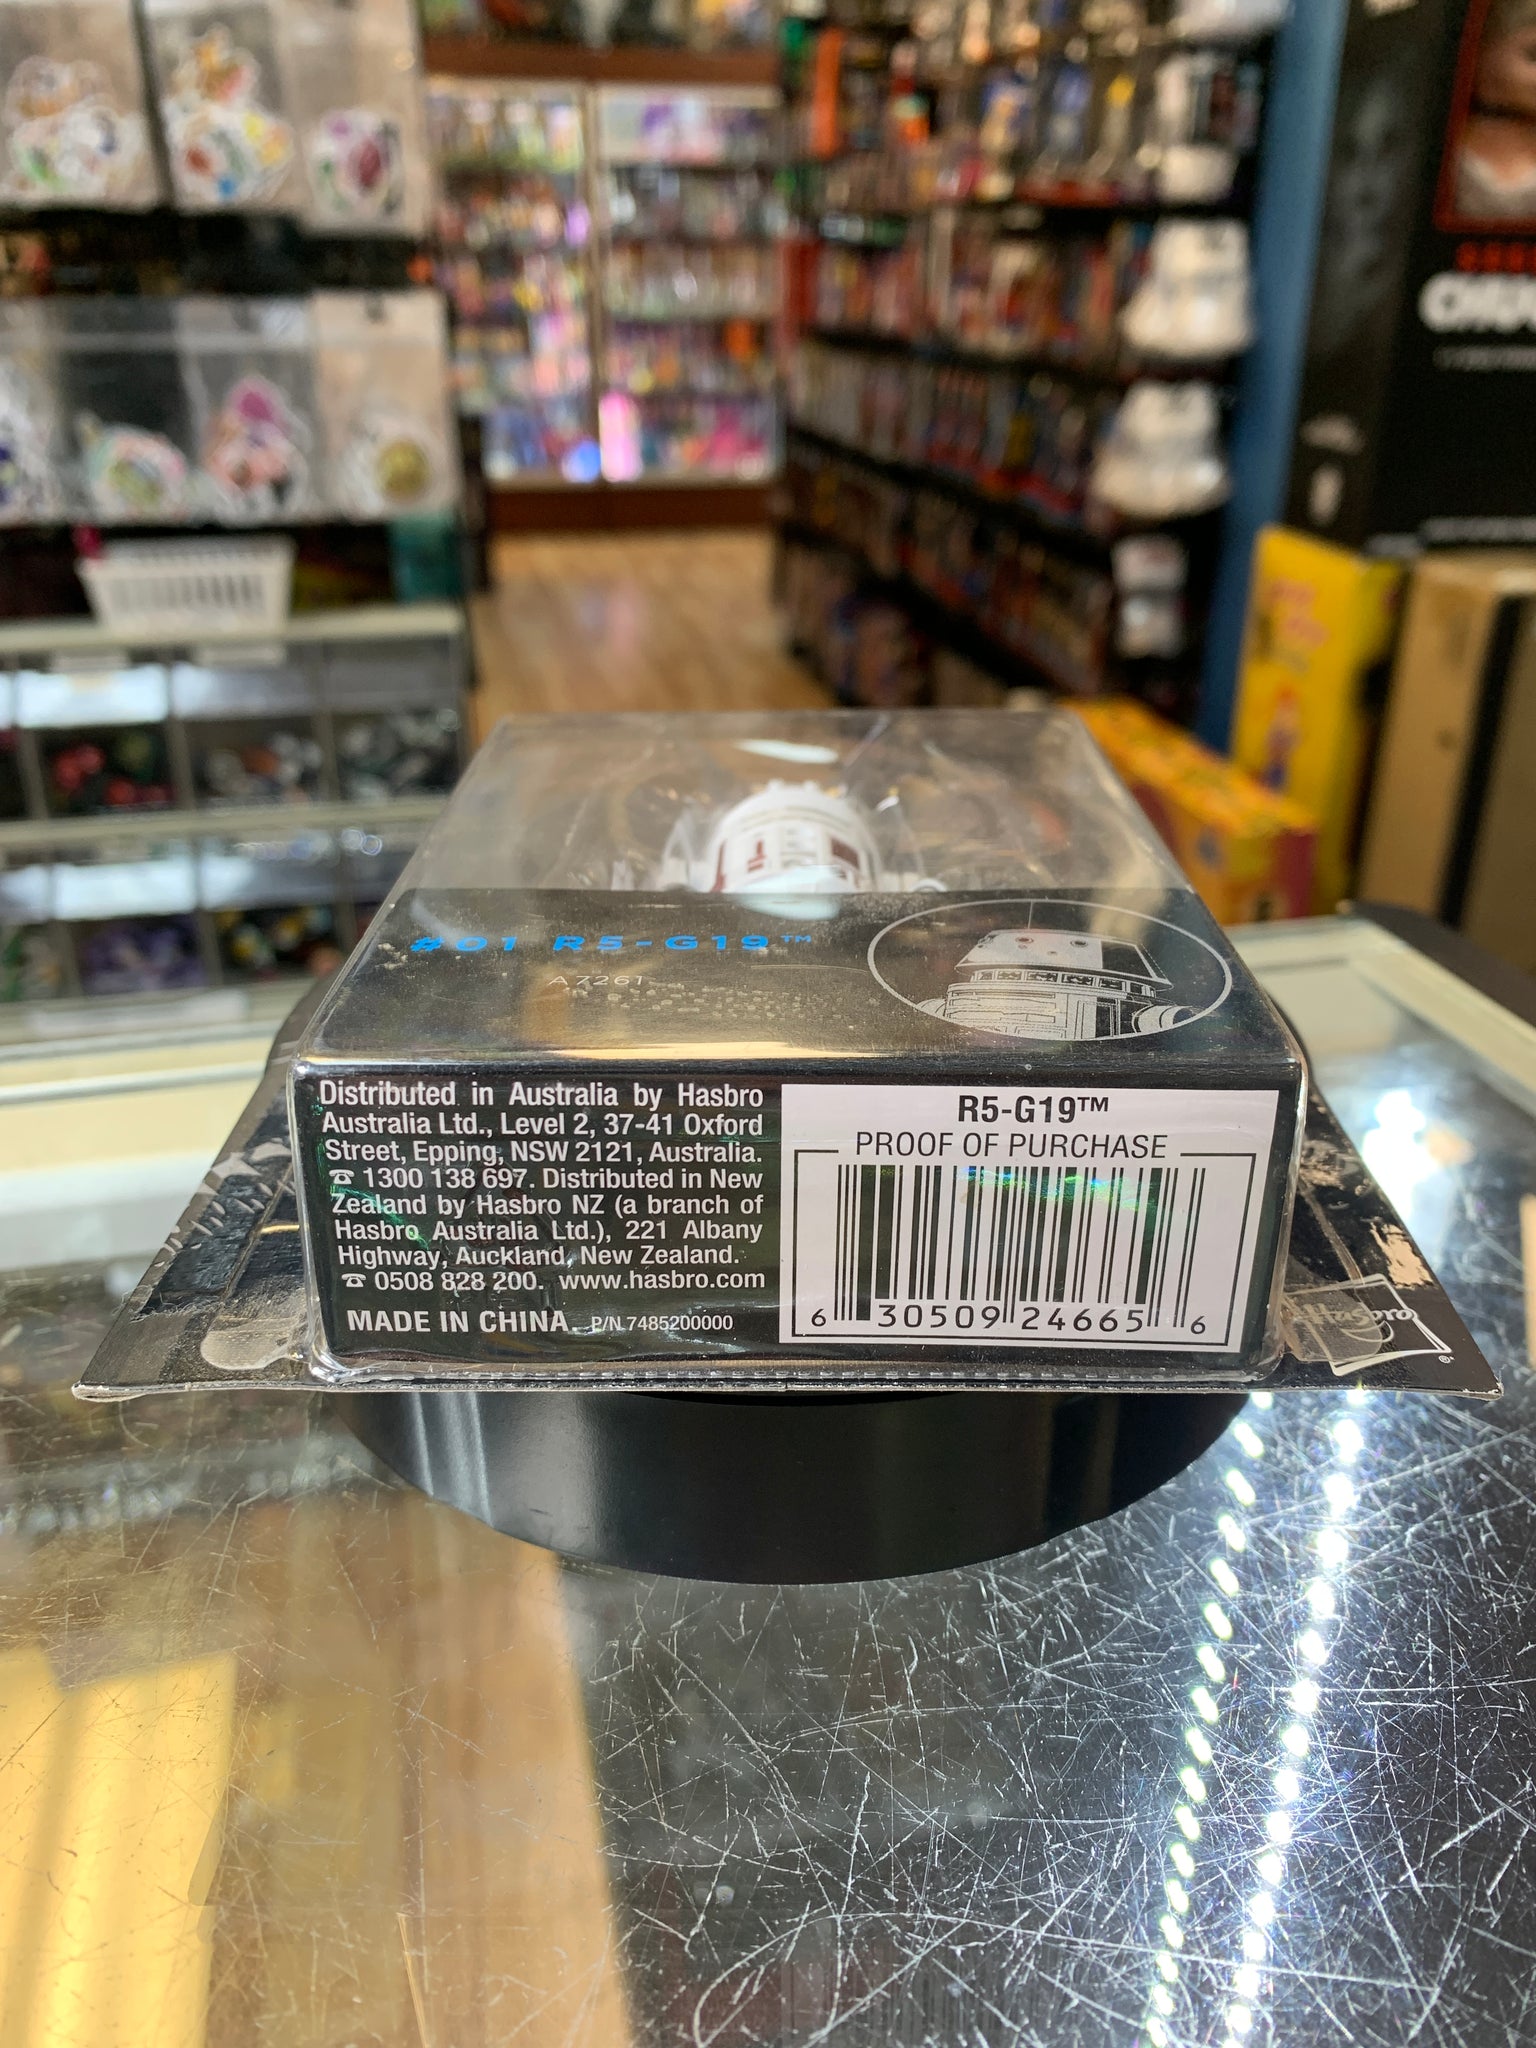 #01 R5-G19™
A7261
Distributed in Australia by Hasbro
Australia Ltd., Level 2, 37-41 Oxford
Street, Epping, NSW 2121, Australia.
☎ 1300 138 697. Distributed in New
Zealand by Hasbro NZ (a branch of
Hasbro Australia Ltd.), 221 Albany
Highway, Auckland, New Zealand.
☎ 0508 828 200. www.hasbro.com
MADE IN CHINA. P/N 7485200000
R5-G19™
PROOF OF PURCHASE
6 30509 24665 6
Hasbro
®